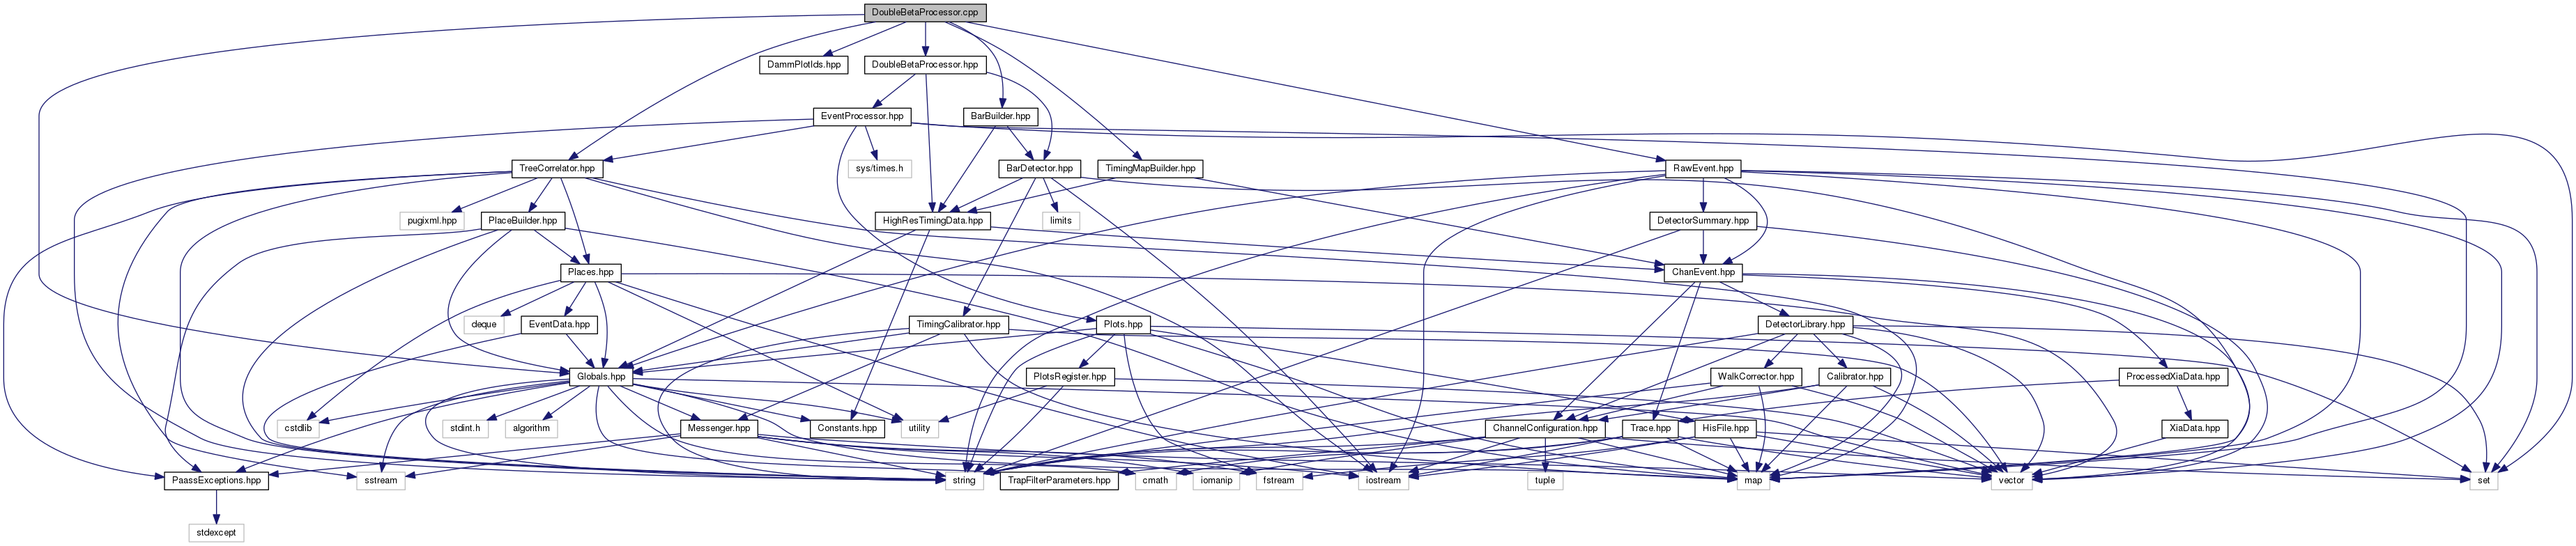 DoubleBetaProcessor.cpp
DammPlotIds.hpp
DoubleBetaProcessor.hpp
EventProcessor.hpp
BarBuilder.hpp
TreeCorrelator.hpp
sys/times.h
BarDetector.hpp
TimingMapBuilder.hpp
RawEvent.hpp
pugixml.hpp
PlaceBuilder.hpp
HighResTimingData.hpp
limits
DetectorSummary.hpp
Places.hpp
ChanEvent.hpp
deque
EventData.hpp
TimingCalibrator.hpp
Plots.hpp
DetectorLibrary.hpp
Globals.hpp
PlotsRegister.hpp
WalkCorrector.hpp
Calibrator.hpp
ProcessedXiaData.hpp
cstdlib
stdint.h
algorithm
Messenger.hpp
Constants.hpp
utility
ChannelConfiguration.hpp
Trace.hpp
HisFile.hpp
XiaData.hpp
PaassExceptions.hpp
sstream
string
TrapFilterParameters.hpp
cmath
iomanip
fstream
iostream
tuple
map
vector
set
stdexcept